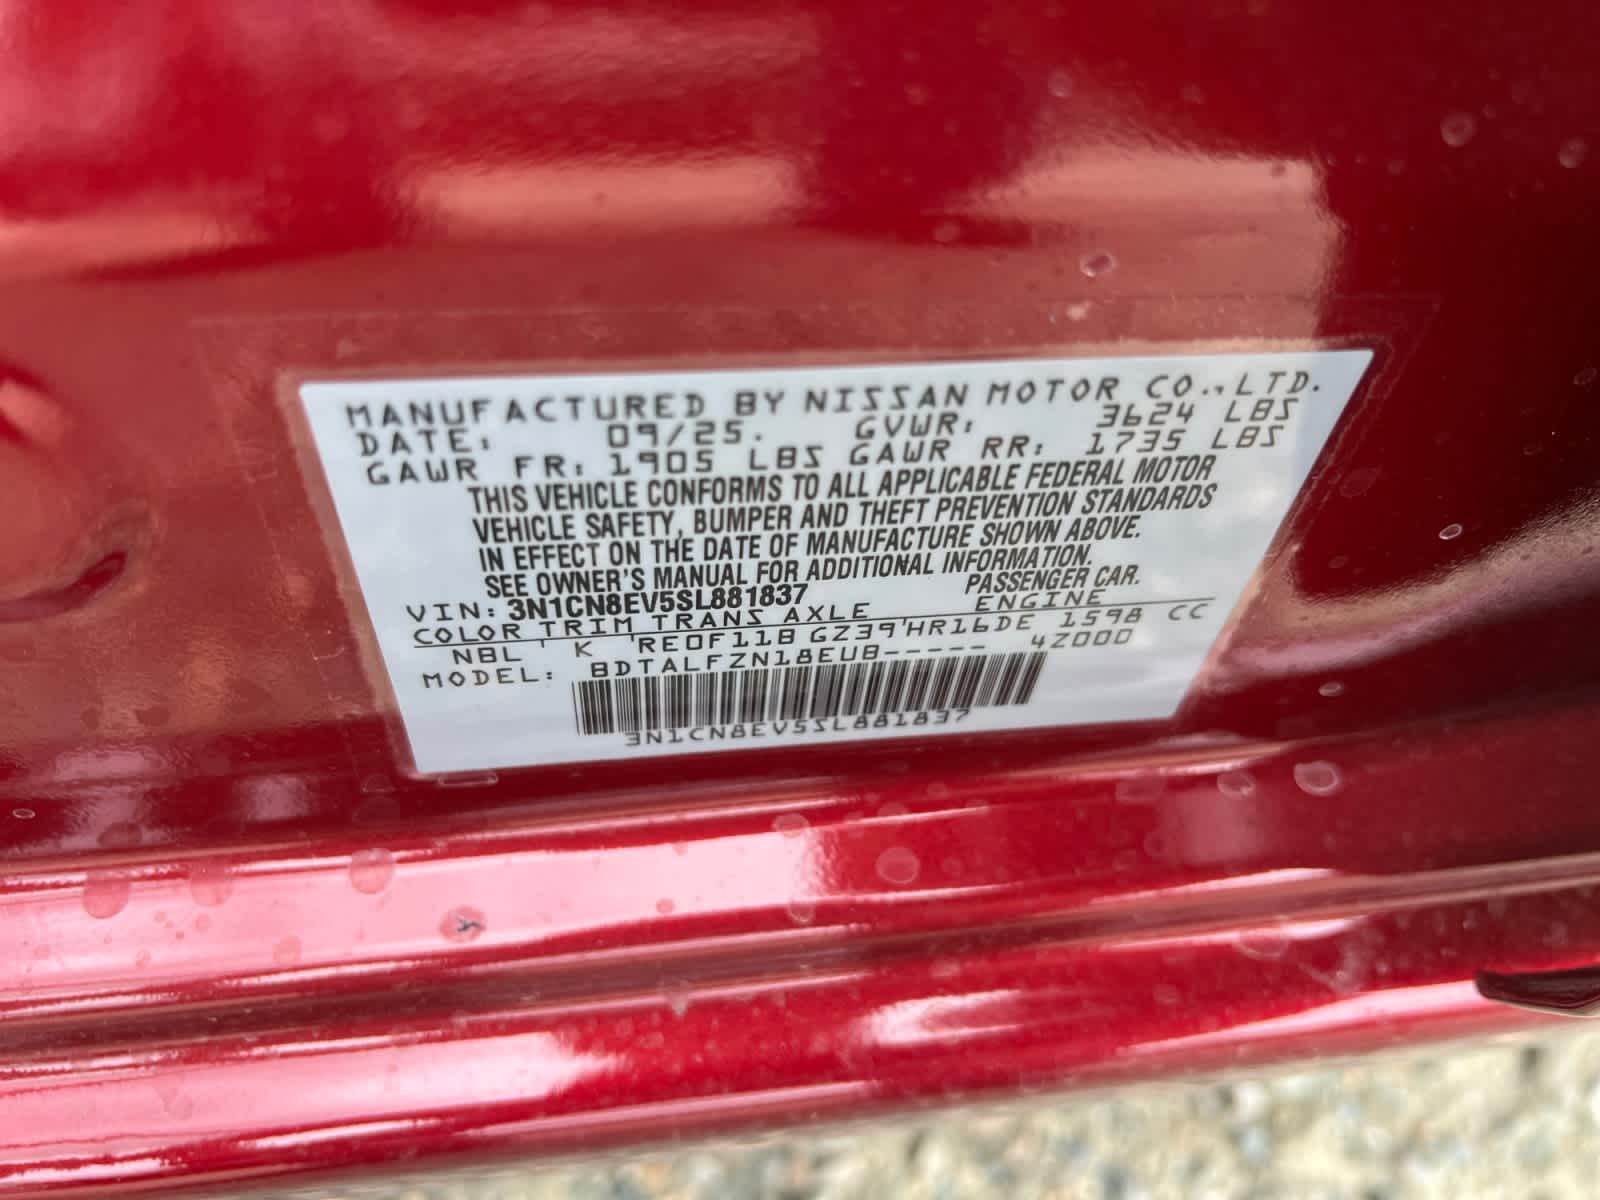 MANUFACTURED BY NISSAN MOTOR CO., LTD.
DATE: 09/25. GVWR: 3624 LBS
GAWR FR: 1905 LBS GAWR RR: 1735 LBS
THIS VEHICLE CONFORMS TO ALL APPLICABLE FEDERAL MOTOR
VEHICLE SAFETY, BUMPER AND THEFT PREVENTION STANDARDS
IN EFFECT ON THE DATE OF MANUFACTURE SHOWN ABOVE.
SEE OWNER'S MANUAL FOR ADDITIONAL INFORMATION.
VIN: 3N1CN8EV5SL881837 PASSENGER CAR.
COLOR TRIM TRANS AXLE ENGINE
NBL K RE0F11B GZ39 HR16DE 1598 CC
MODEL: BDTALFZN18EUB----- 4Z000
3N1CN8EV5SL881837